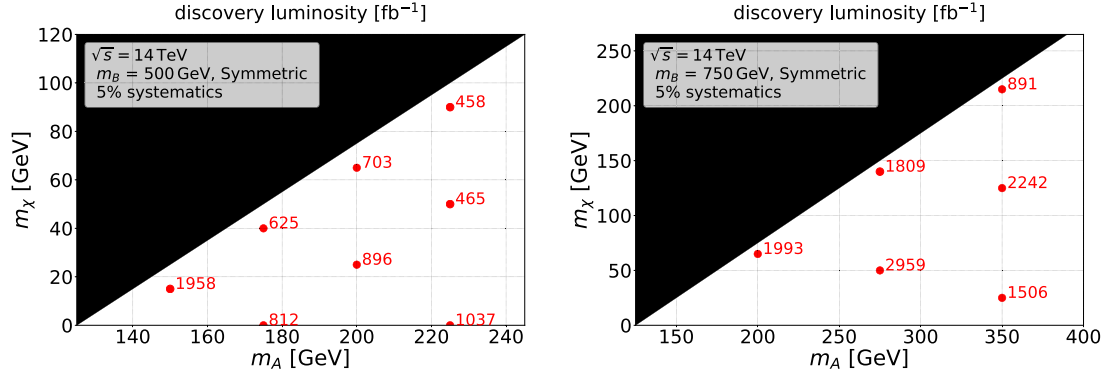 discovery luminosity [fb⁻¹]
√s = 14 TeV
m_B = 500 GeV, Symmetric
5% systematics
120
100
80
60
40
20
0
m_χ [GeV]
458
703
465
625
896
1958
812
1037
140 160 180 200 220 240
m_A [GeV]
discovery luminosity [fb⁻¹]
√s = 14 TeV
m_B = 750 GeV, Symmetric
5% systematics
250
200
150
100
50
0
m_χ [GeV]
891
1809
2242
1993
2959
1506
150 200 250 300 350 400
m_A [GeV]